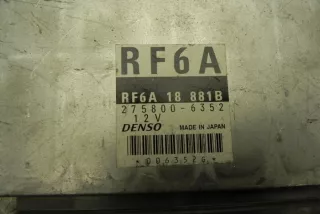 RF6A
RF6A 18 881B
275800-6352
12V
DENSO MADE IN JAPAN
*0063526*